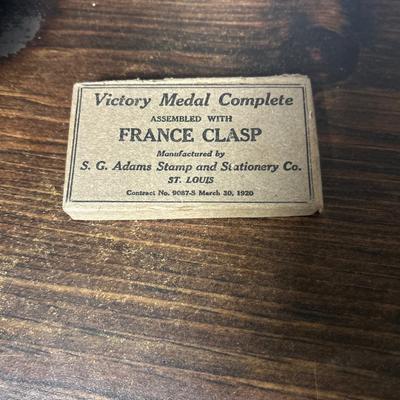 Victory Medal Complete
ASSEMBLED WITH
FRANCE CLASP
Manufactured by
S. G. Adams Stamp and Stationery Co.
ST. LOUIS
Contract No. 9087-S March 30, 1920